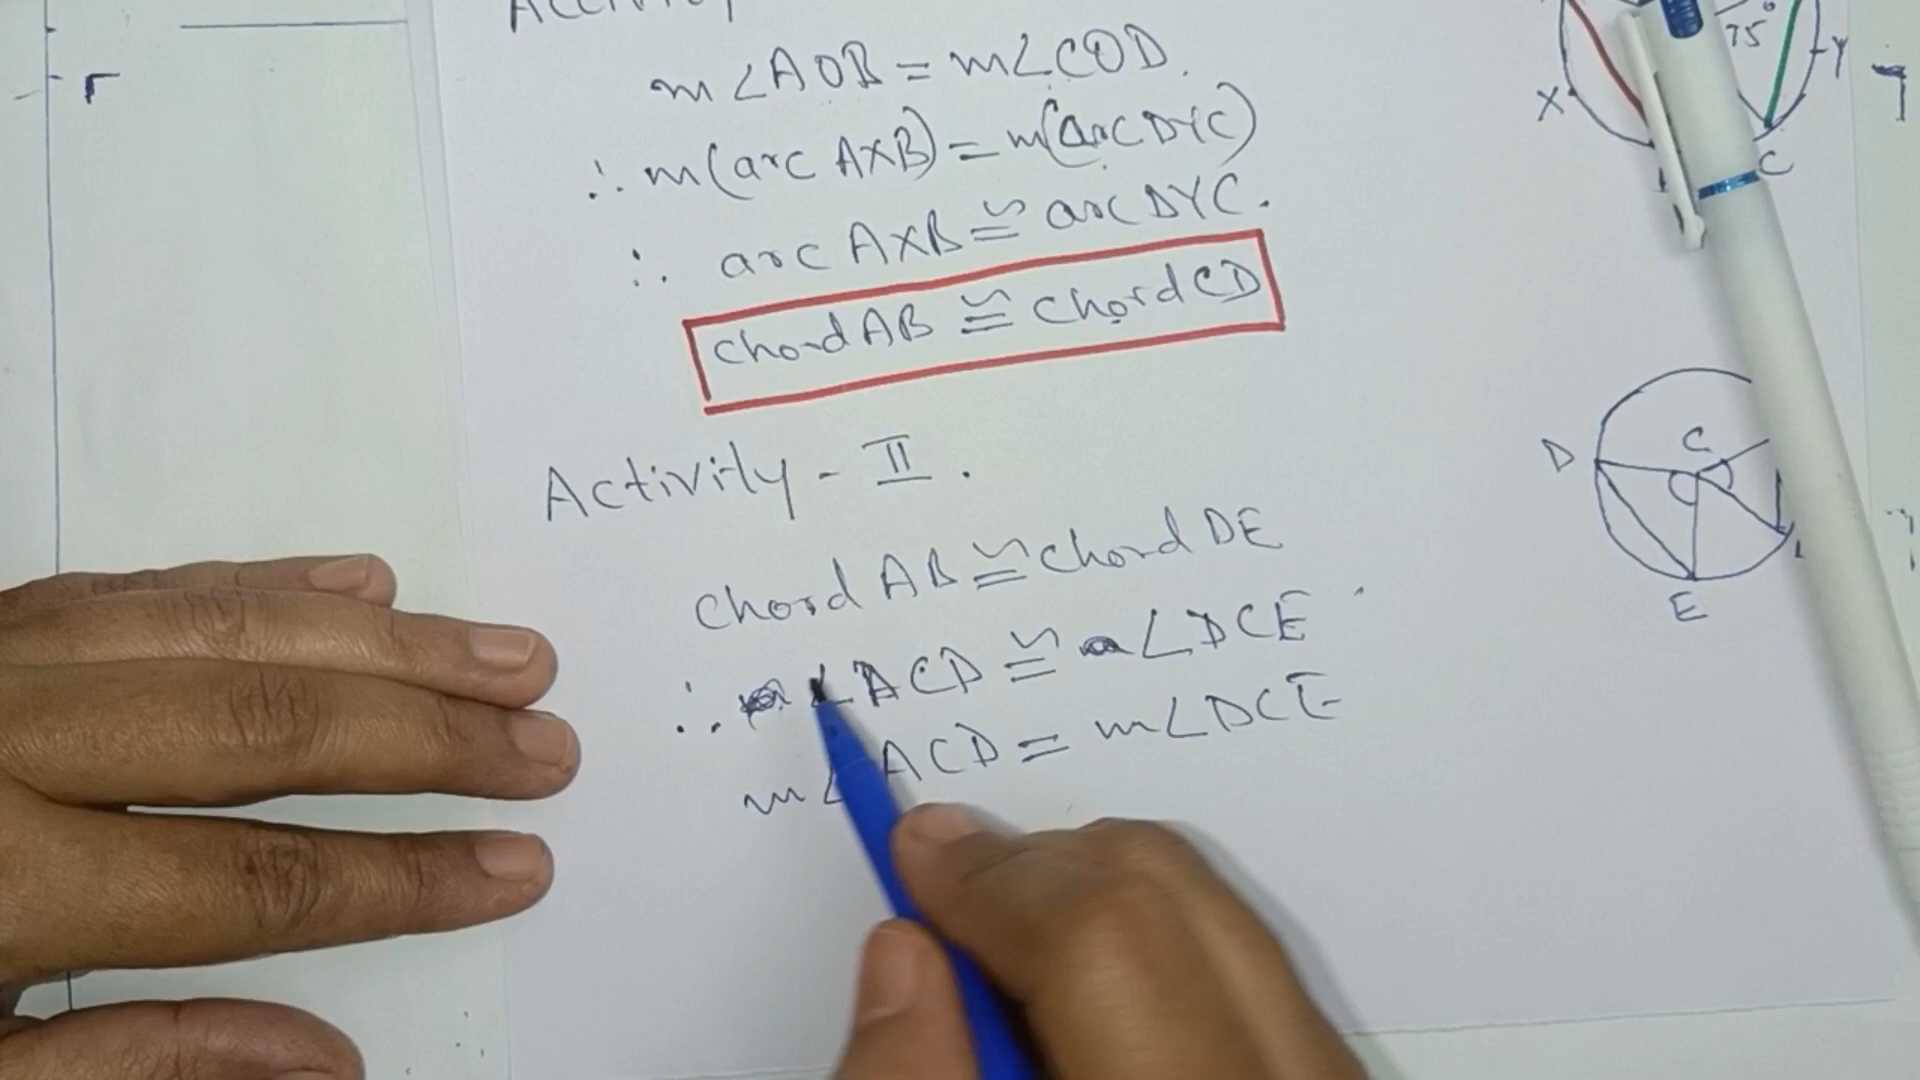 Activity
m∠AOB = m∠COD.
∴ m(arc AXB) = m(arc DYC)
∴ arc AXB ≅ arc DYC.
chord AB ≅ chord CD
Activity - II.
chord AB ≅ chord DE
∴ ∠ACD ≅ ∠DCE
m∠ACD = m∠DCE
75°
X
Y
C
D
C
E